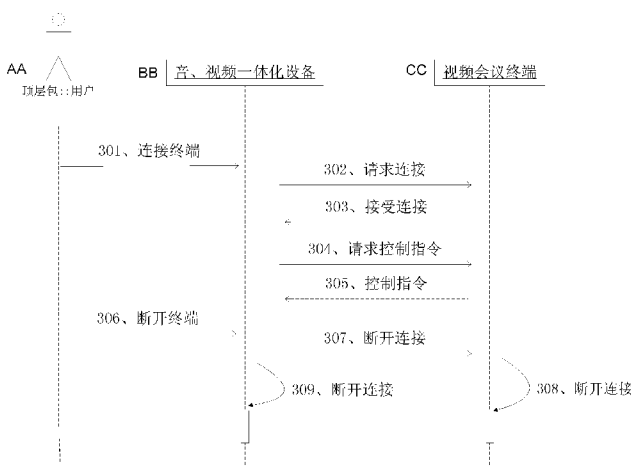 AA
顶层包::用户
BB
音、视频一体化设备
CC
视频会议终端
301、连接终端
302、请求连接
303、接受连接
304、请求控制指令
305、控制指令
306、断开终端
307、断开连接
309、断开连接
308、断开连接